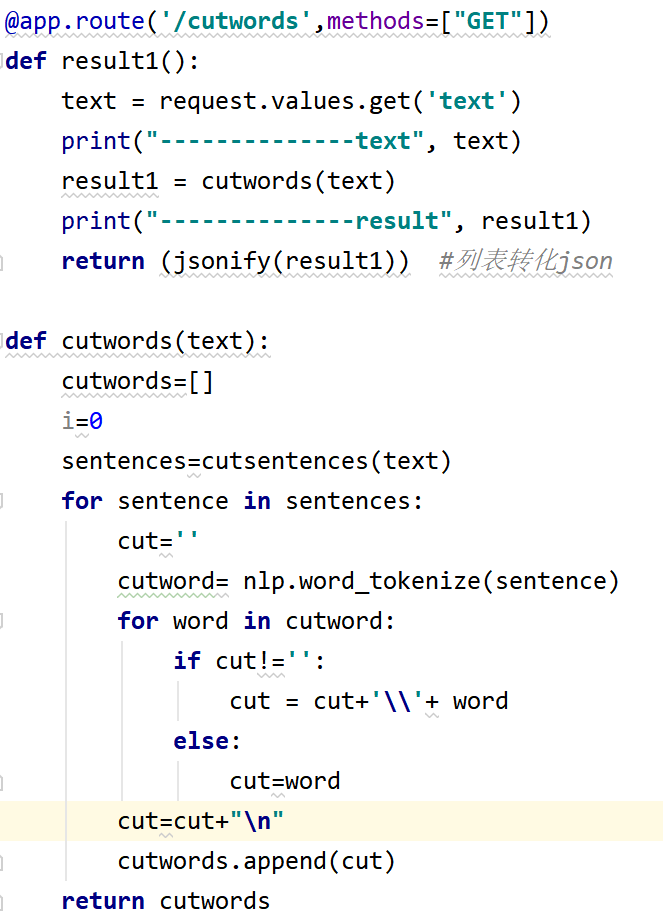 @app.route('/cutwords',methods=["GET"])
def result1():
    text = request.values.get('text')
    print("--------------text", text)
    result1 = cutwords(text)
    print("--------------result", result1)
    return (jsonify(result1))  #列表转化json

def cutwords(text):
    cutwords=[]
    i=0
    sentences=cutsentences(text)
    for sentence in sentences:
        cut=''
        cutword= nlp.word_tokenize(sentence)
        for word in cutword:
            if cut!='':
                cut = cut+'\\'+ word
            else:
                cut=word
        cut=cut+"\n"
        cutwords.append(cut)
    return cutwords